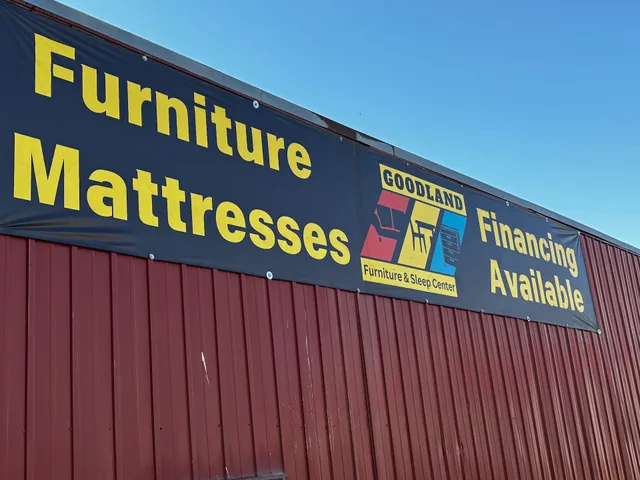 Furniture
Mattresses
GOODLAND
Furniture & Sleep Center
Financing
Available